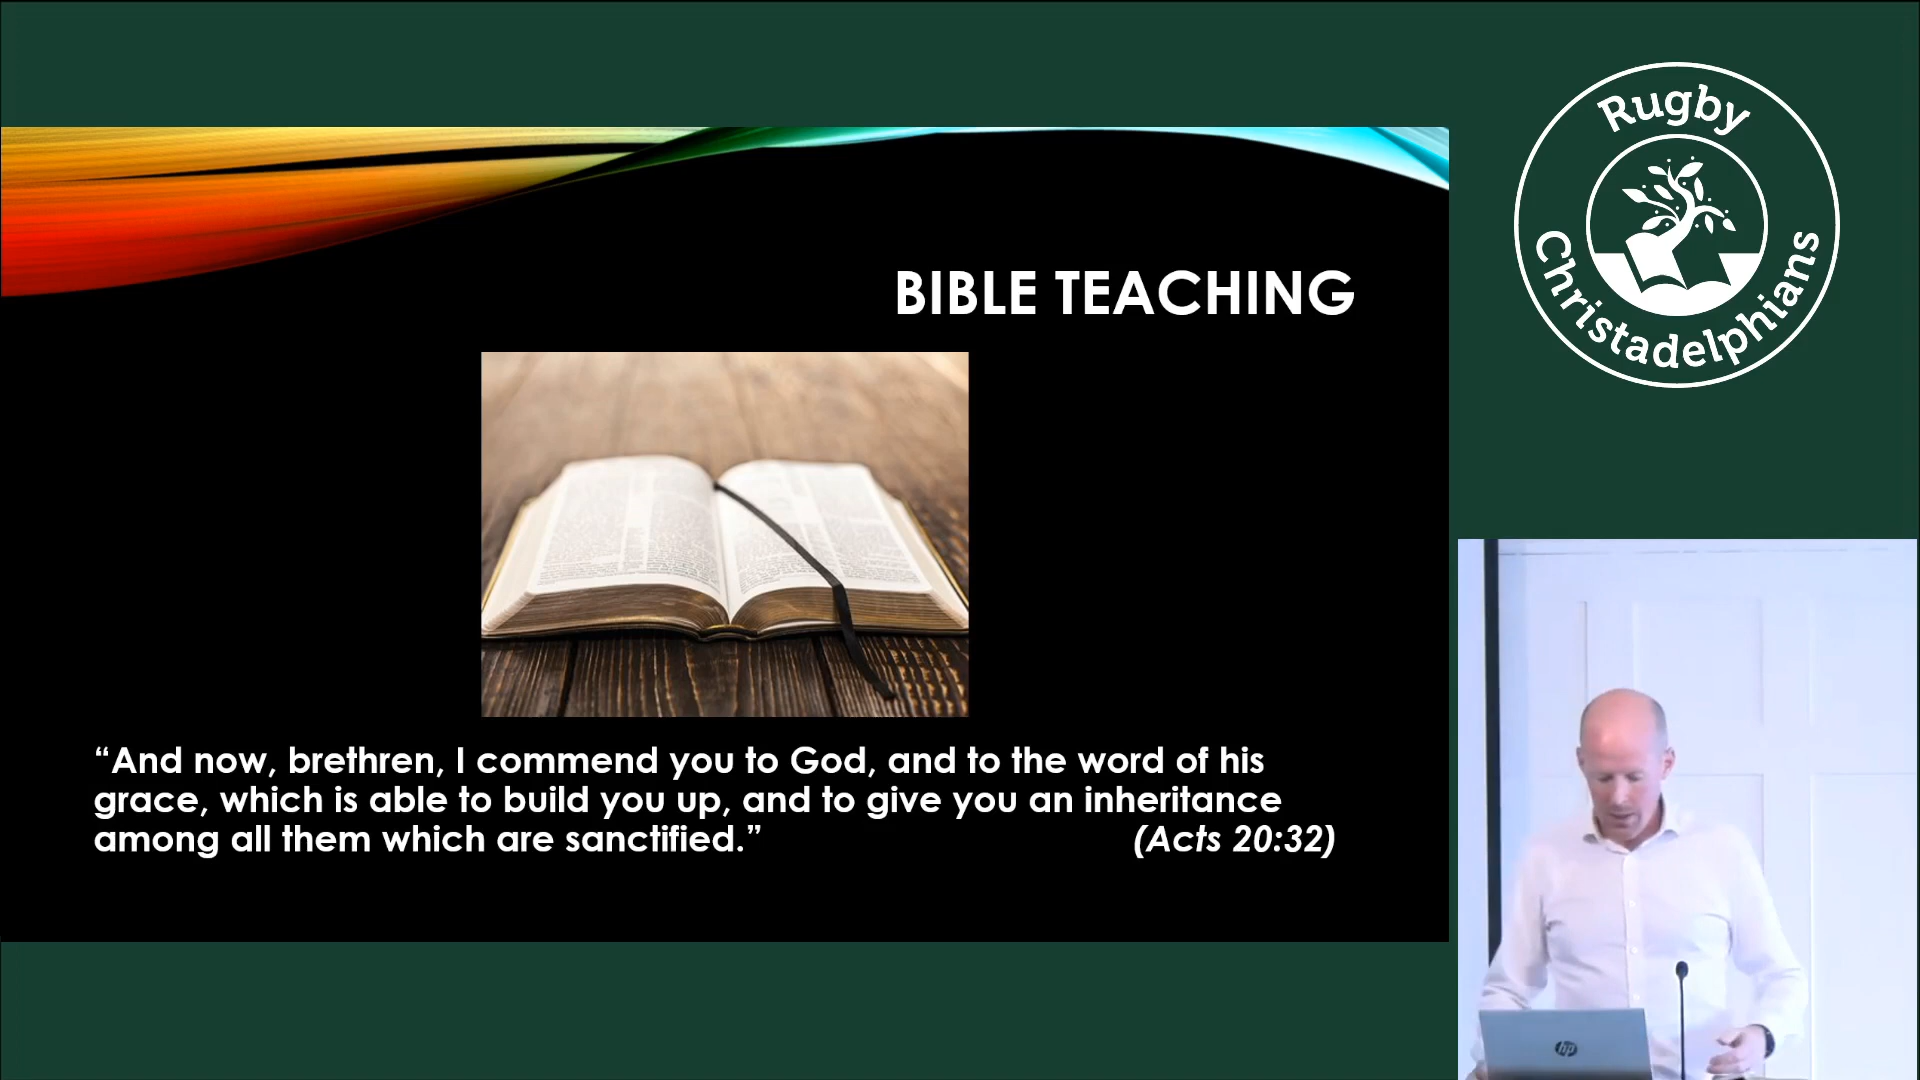 Rugby
Christadelphians
BIBLE TEACHING
“And now, brethren, I commend you to God, and to the word of his
grace, which is able to build you up, and to give you an inheritance
among all them which are sanctified.” (Acts 20:32)
hp